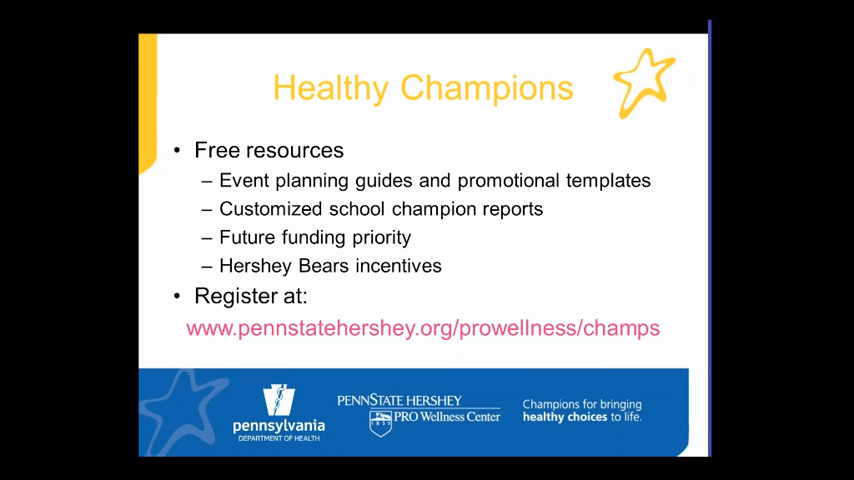 Healthy Champions
• Free resources
– Event planning guides and promotional templates
– Customized school champion reports
– Future funding priority
– Hershey Bears incentives
• Register at:
www.pennstatehershey.org/prowellness/champs
pennsylvania
DEPARTMENT OF HEALTH
PENNSTATE HERSHEY
PRO Wellness Center
1855
Champions for bringing
healthy choices to life.